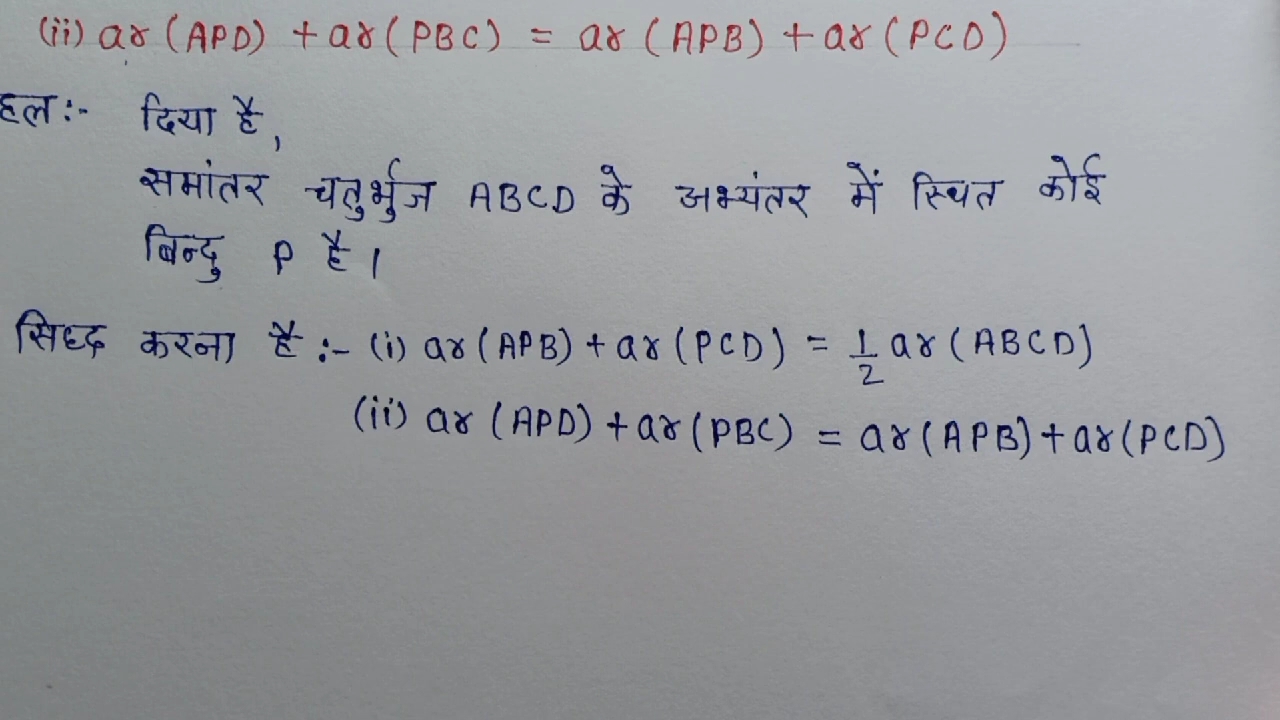 (ii) ar (APD) + ar (PBC) = ar (APB) + ar (PCD)
हल :- दिया है,
समांतर चतुर्भुज ABCD के अभ्यंतर में स्थित कोई
बिन्दु P है।
सिध्द करना है :- (i) ar (APB) + ar (PCD) = 1/2 ar (ABCD)
(ii) ar (APD) + ar (PBC) = ar (APB) + ar (PCD)